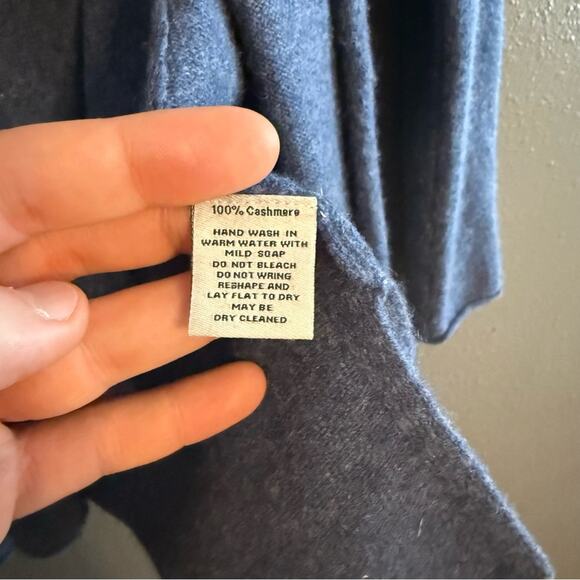 100% Cashmere
HAND WASH IN
WARM WATER WITH
MILD SOAP
DO NOT BLEACH
DO NOT WRING
RESHAPE AND
LAY FLAT TO DRY
MAY BE
DRY CLEANED